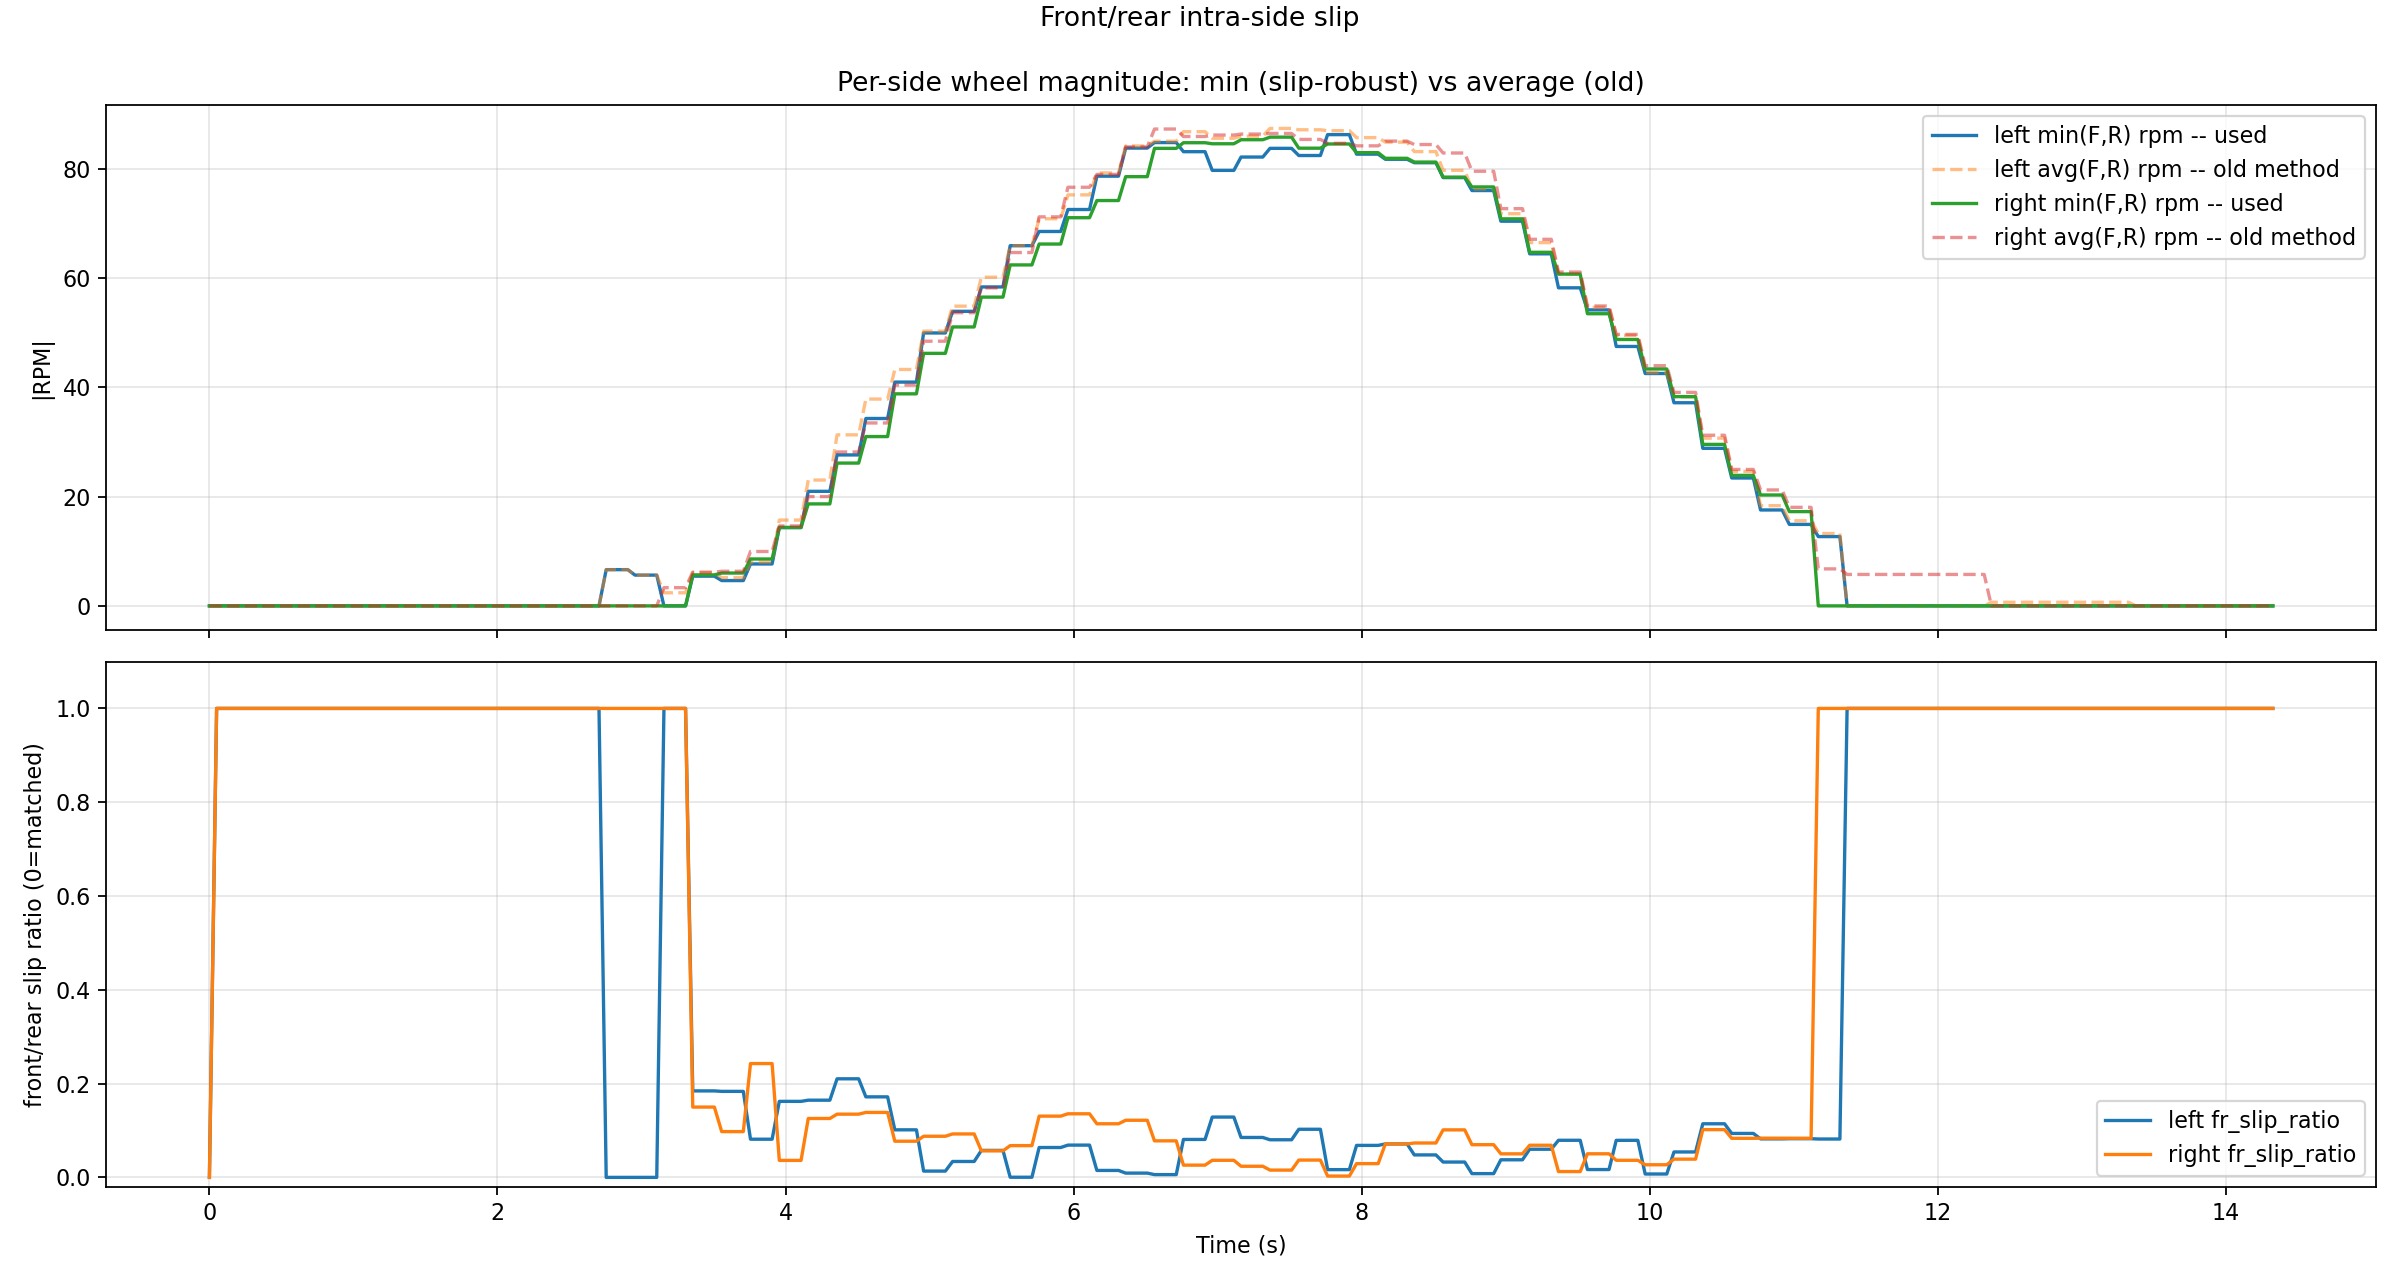 Front/rear intra-side slip
Per-side wheel magnitude: min (slip-robust) vs average (old)
|RPM|
80
60
40
20
0
left min(F,R) rpm -- used
left avg(F,R) rpm -- old method
right min(F,R) rpm -- used
right avg(F,R) rpm -- old method
front/rear slip ratio (0=matched)
1.0
0.8
0.6
0.4
0.2
0.0
left fr_slip_ratio
right fr_slip_ratio
0 2 4 6 8 10 12 14
Time (s)